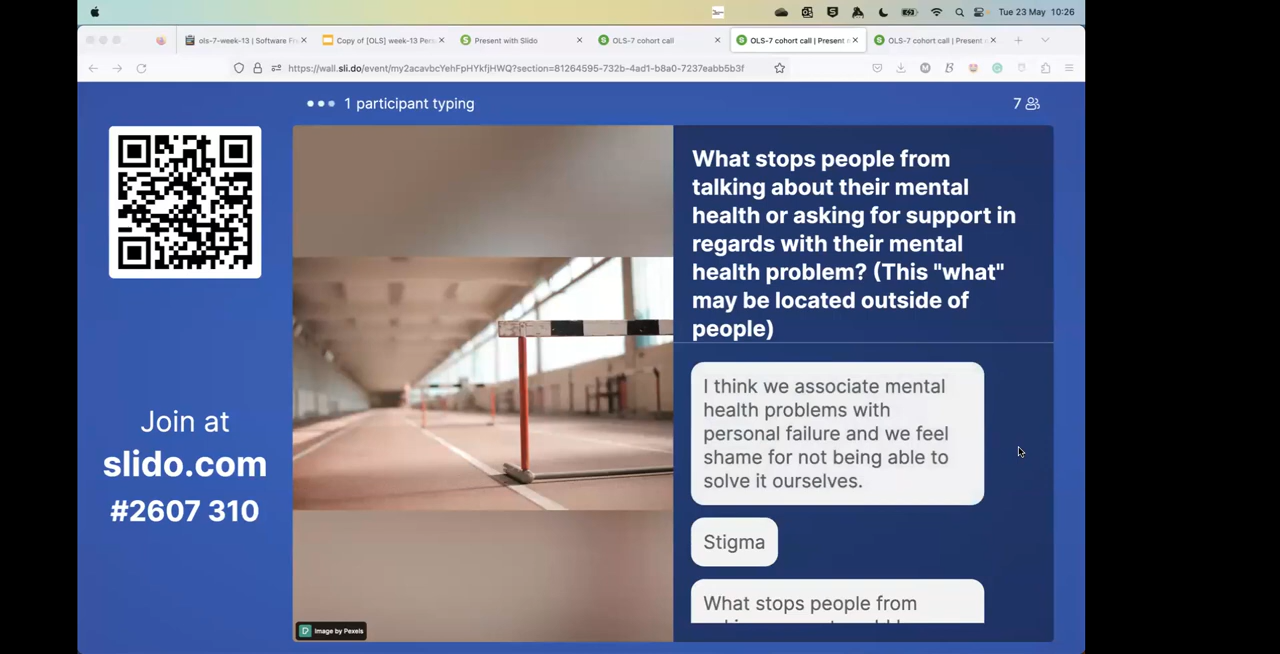 Tue 23 May 10:26
ols-7-week-13 | Software Fi
Copy of [OLS] week-13 Pers
Present with Slido
OLS-7 cohort call
OLS-7 cohort call | Present
OLS-7 cohort call | Present
https://wall.sli.do/event/my2acavbcYehFpHYkfjHWQ?section=81264595-732b-4ad1-b8a0-7237eabb5b3f
1 participant typing
7
What stops people from
talking about their mental
health or asking for support in
regards with their mental
health problem? (This "what"
may be located outside of
people)
I think we associate mental
health problems with
personal failure and we feel
shame for not being able to
solve it ourselves.
Stigma
What stops people from
Join at
slido.com
#2607 310
Image by Pexels